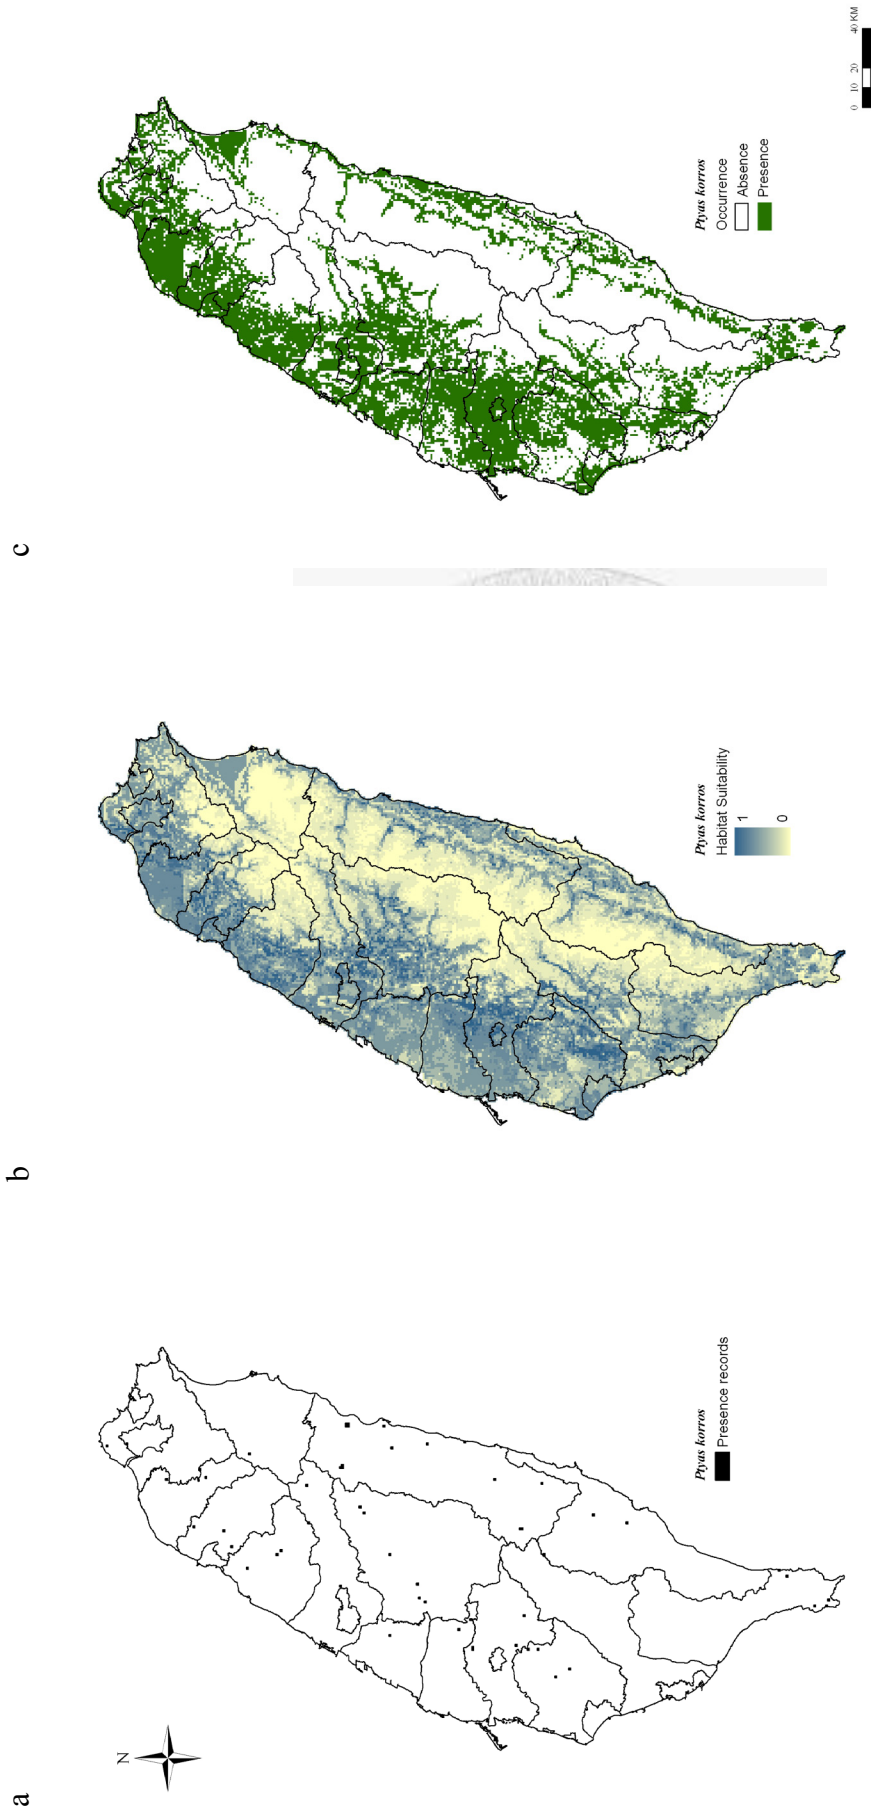 a
N
Ptyas korros
Presence records
b
Ptyas korros
Habitat Suitability
1
0
c
Ptyas korros
Occurrence
Absence
Presence
0 10 20 40 KM